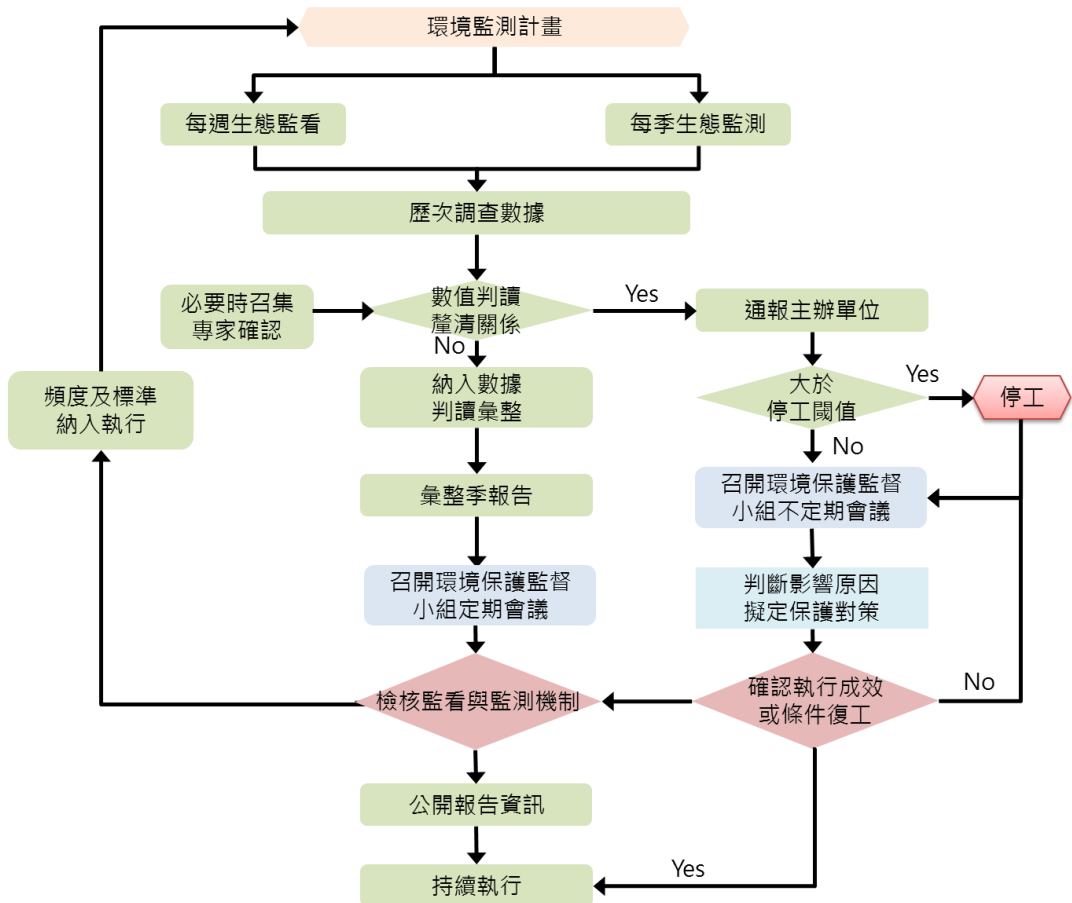 環境監測計畫
每週生態監看
每季生態監測
歷次調查數據
必要時召集
專家確認
數值判讀
釐清關係
Yes
通報主辦單位
No
頻度及標準
納入執行
納入數據
判讀彙整
大於
停工閾值
Yes
停工
No
彙整季報告
召開環境保護監督
小組不定期會議
召開環境保護監督
小組定期會議
判斷影響原因
擬定保護對策
檢核監看與監測機制
確認執行成效
或條件復工
No
公開報告資訊
持續執行
Yes